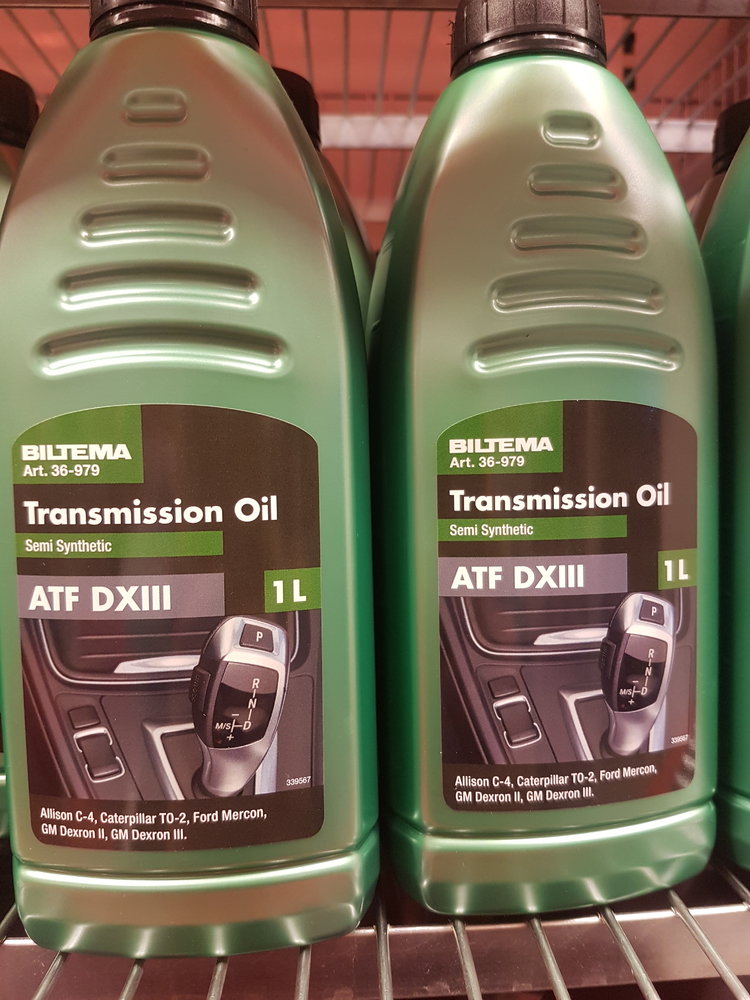 BILTEMA
Art. 36-979
Transmission Oil
Semi Synthetic
ATF DXIII
1 L
P
R
N
M/S
D
339567
Allison C-4, Caterpillar TO-2, Ford Mercon,
GM Dexron II, GM Dexron III.
BILTEMA
Art. 36-979
Transmission Oil
Semi Synthetic
ATF DXIII
1 L
P
R
N
M/S
D
339567
Allison C-4, Caterpillar TO-2, Ford Mercon,
GM Dexron II, GM Dexron III.